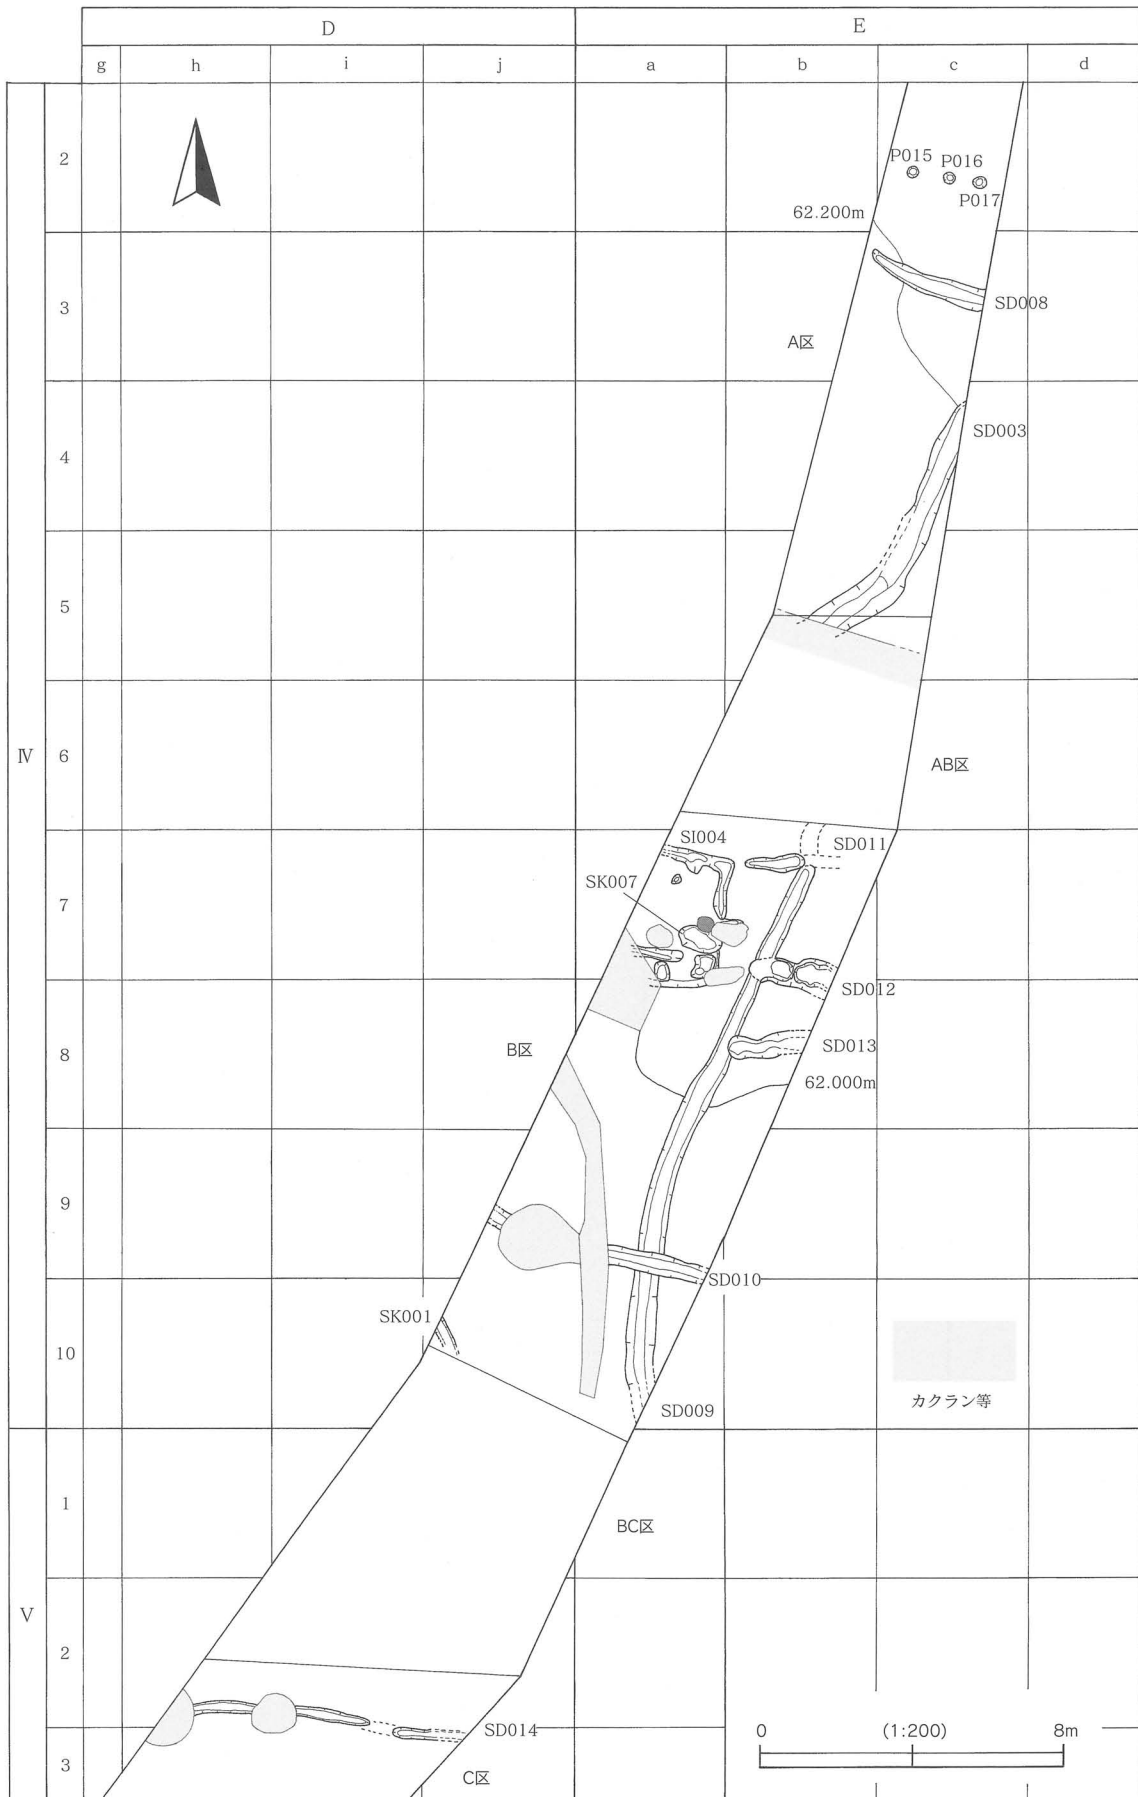 D
E
g
h
i
j
a
b
c
d
2
P015
P016
P017
62.200m
3
SD008
A区
SD003
4
5
Ⅳ
6
AB区
SI004
SD011
SK007
7
SD012
B区
8
SD013
62.000m
9
SD010
SK001
10
カクラン等
SD009
1
BC区
Ⅴ
2
SD014
0
(1:200)
8m
3
C区